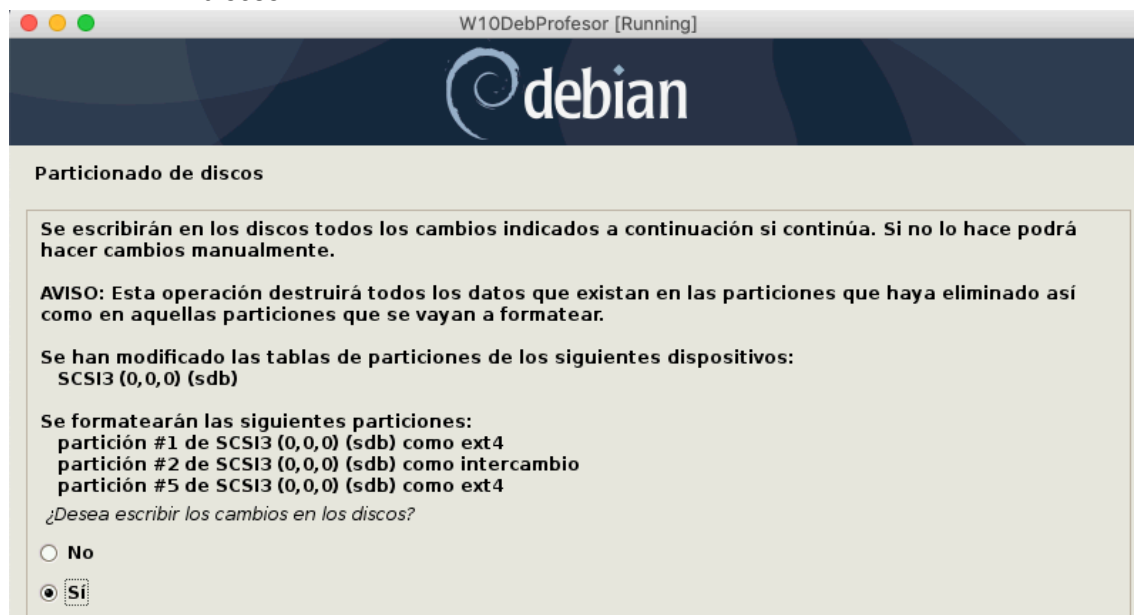 W10DebProfesor [Running]
debian
Particionado de discos
Se escribirán en los discos todos los cambios indicados a continuación si continúa. Si no lo hace podrá
hacer cambios manualmente.
AVISO: Esta operación destruirá todos los datos que existan en las particiones que haya eliminado así
como en aquellas particiones que se vayan a formatear.
Se han modificado las tablas de particiones de los siguientes dispositivos:
SCSI3 (0,0,0) (sdb)
Se formatearán las siguientes particiones:
partición #1 de SCSI3 (0,0,0) (sdb) como ext4
partición #2 de SCSI3 (0,0,0) (sdb) como intercambio
partición #5 de SCSI3 (0,0,0) (sdb) como ext4
¿Desea escribir los cambios en los discos?
No
Sí